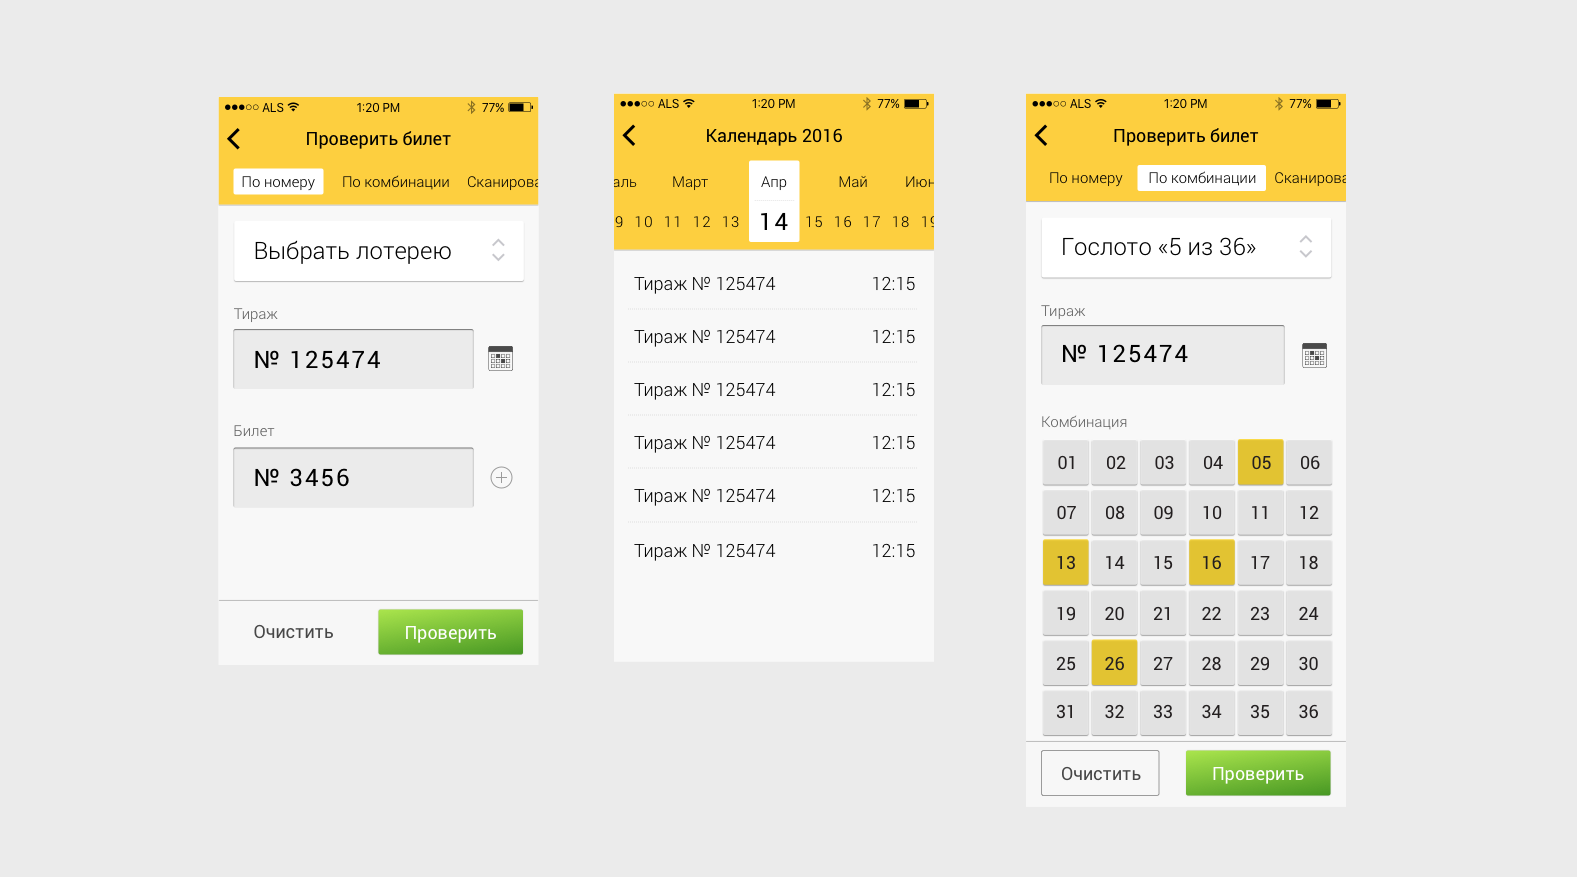 ALS 1:20 PM 77%
Проверить билет
По номеру По комбинации Сканирова
Выбрать лотерею
Тираж
№ 125474
Билет
№ 3456
Очистить Проверить
ALS 1:20 PM 77%
Календарь 2016
аль Март Апр Май Июн
9 10 11 12 13 14 15 16 17 18 19
Тираж № 125474 12:15
Тираж № 125474 12:15
Тираж № 125474 12:15
Тираж № 125474 12:15
Тираж № 125474 12:15
Тираж № 125474 12:15
ALS 1:20 PM 77%
Проверить билет
По номеру По комбинации Сканирова
Гослото «5 из 36»
Тираж
№ 125474
Комбинация
01 02 03 04 05 06
07 08 09 10 11 12
13 14 15 16 17 18
19 20 21 22 23 24
25 26 27 28 29 30
31 32 33 34 35 36
Очистить Проверить